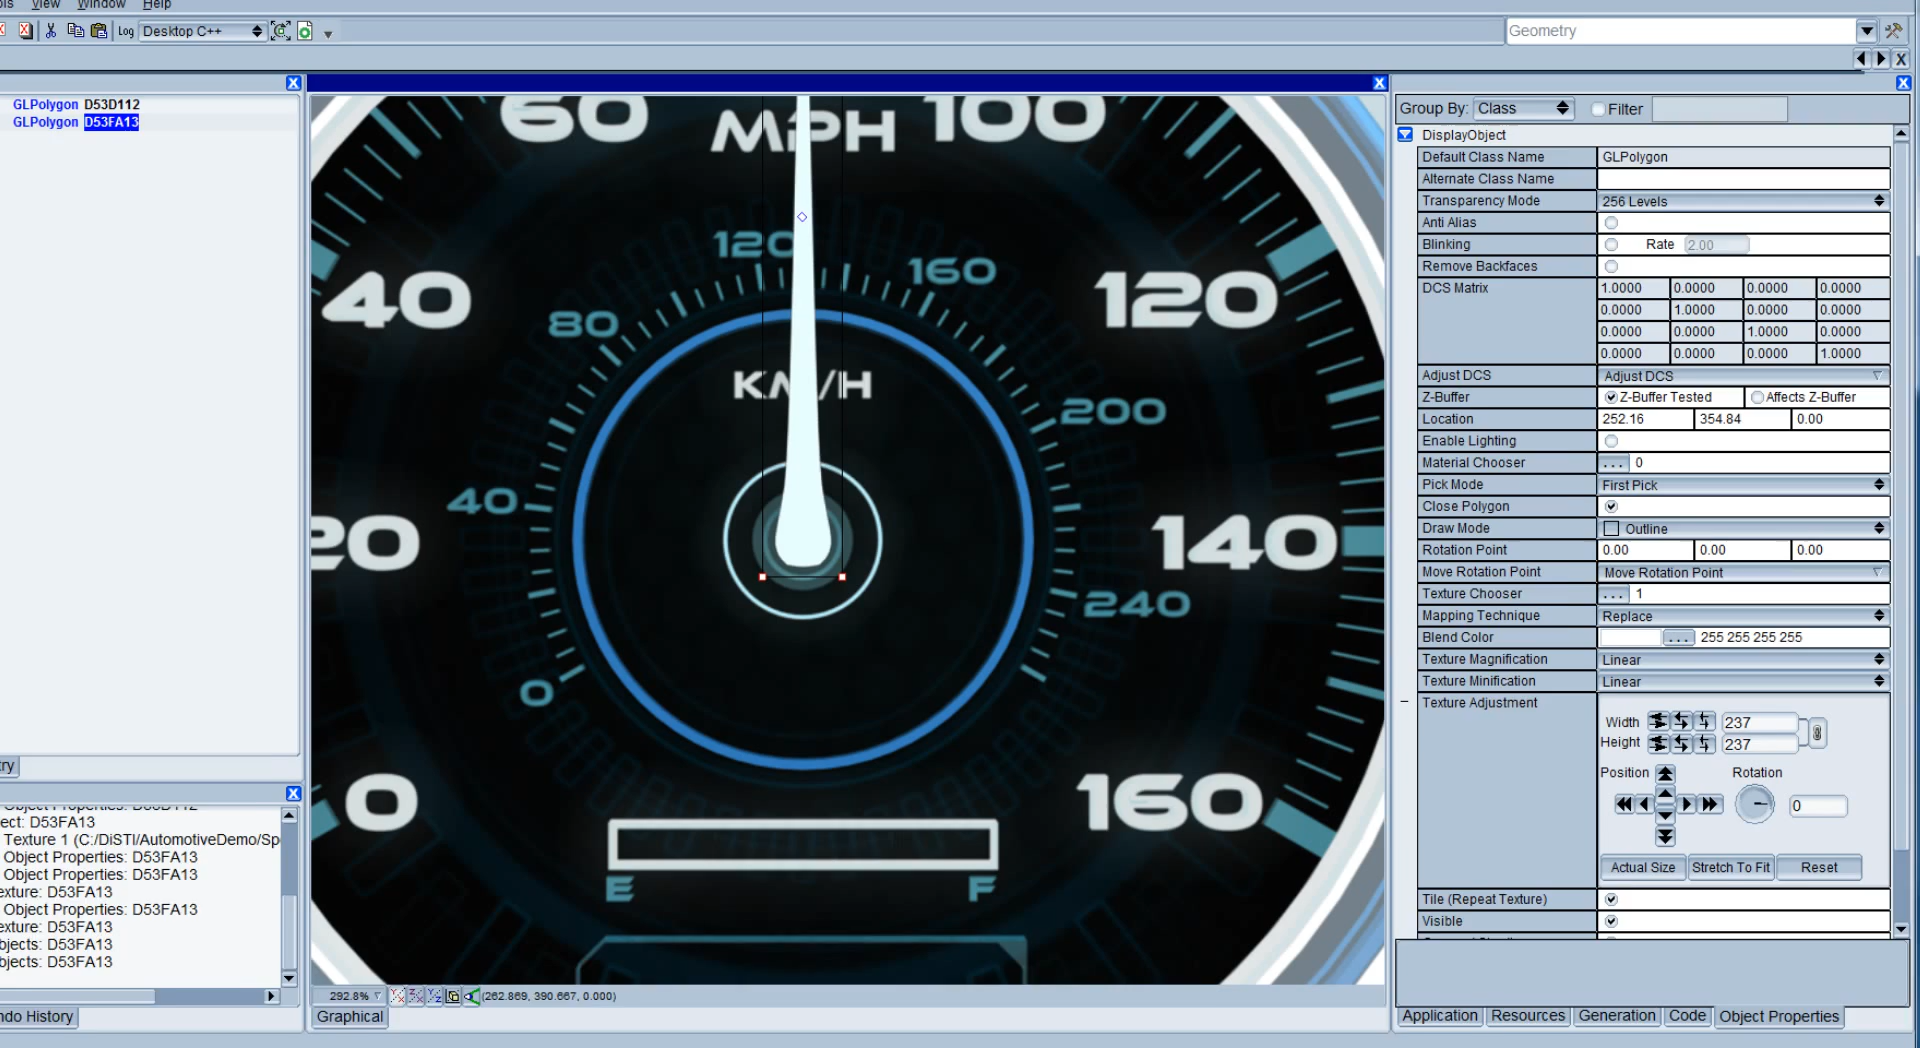 View Window Help
Log Desktop C++
Geometry
GLPolygon D53D112
GLPolygon D53FA13
Object Properties: D53D112
ect: D53FA13
Texture 1 (C:/DiSTI/AutomotiveDemo/Sp
Object Properties: D53FA13
Object Properties: D53FA13
exture: D53FA13
Object Properties: D53FA13
exture: D53FA13
bjects: D53FA13
bjects: D53FA13
ndo History
60 MPH 100
40 120
20 140
0 160
120 160
80 200
40 240
0
KM/H
E F
292.8% (262.869, 390.667, 0.000)
Graphical
Group By: Class Filter
DisplayObject
Default Class Name GLPolygon
Alternate Class Name
Transparency Mode 256 Levels
Anti Alias
Blinking Rate 2.00
Remove Backfaces
DCS Matrix 1.0000 0.0000 0.0000 0.0000
0.0000 1.0000 0.0000 0.0000
0.0000 0.0000 1.0000 0.0000
0.0000 0.0000 0.0000 1.0000
Adjust DCS Adjust DCS
Z-Buffer Z-Buffer Tested Affects Z-Buffer
Location 252.16 354.84 0.00
Enable Lighting
Material Chooser ... 0
Pick Mode First Pick
Close Polygon
Draw Mode Outline
Rotation Point 0.00 0.00 0.00
Move Rotation Point Move Rotation Point
Texture Chooser ... 1
Mapping Technique Replace
Blend Color ... 255 255 255 255
Texture Magnification Linear
Texture Minification Linear
Texture Adjustment
Width 237
Height 237
Position Rotation
0
Actual Size Stretch To Fit Reset
Tile (Repeat Texture)
Visible
Application Resources Generation Code Object Properties